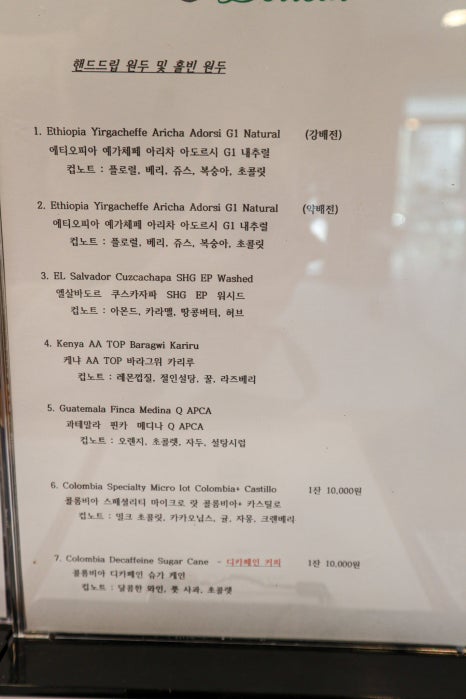 핸드드립 원두 및 홀빈 원두
1. Ethiopia Yirgacheffe Aricha Adorsi G1 Natural (강배전)
에티오피아 예가체페 아리차 아도르시 G1 내추럴
컵노트 : 플로럴, 베리, 쥬스, 복숭아, 초콜릿
2. Ethiopia Yirgacheffe Aricha Adorsi G1 Natural (약배전)
에티오피아 예가체페 아리차 아도르시 G1 내추럴
컵노트 : 플로럴, 베리, 쥬스, 복숭아, 초콜릿
3. EL Salvador Cuzcachapa SHG EP Washed
엘살바도르 쿠스카자파 SHG EP 워시드
컵노트 : 아몬드, 카라멜, 땅콩버터, 허브
4. Kenya AA TOP Baragwi Kariru
케냐 AA TOP 바라그위 카리루
컵노트 : 레몬껍질, 절인설탕, 꿀, 라즈베리
5. Guatemala Finca Medina Q APCA
과테말라 핀카 메디나 Q APCA
컵노트 : 오렌지, 초콜렛, 자두, 설탕시럽
6. Colombia Specialty Micro lot Colombia+ Castillo 1잔 10,000원
콜롬비아 스페셜리티 마이크로 랏 콜롬비아+ 카스틸로
컵노트 : 밀크 초콜릿, 카카오닙스, 귤, 자몽, 크렌베리
7. Colombia Decaffeine Sugar Cane - 디카페인 커피 1잔 10,000원
콜롬비아 디카페인 슈가 케인
컵노트 : 달콤한 와인, 풋 사과, 초콜렛